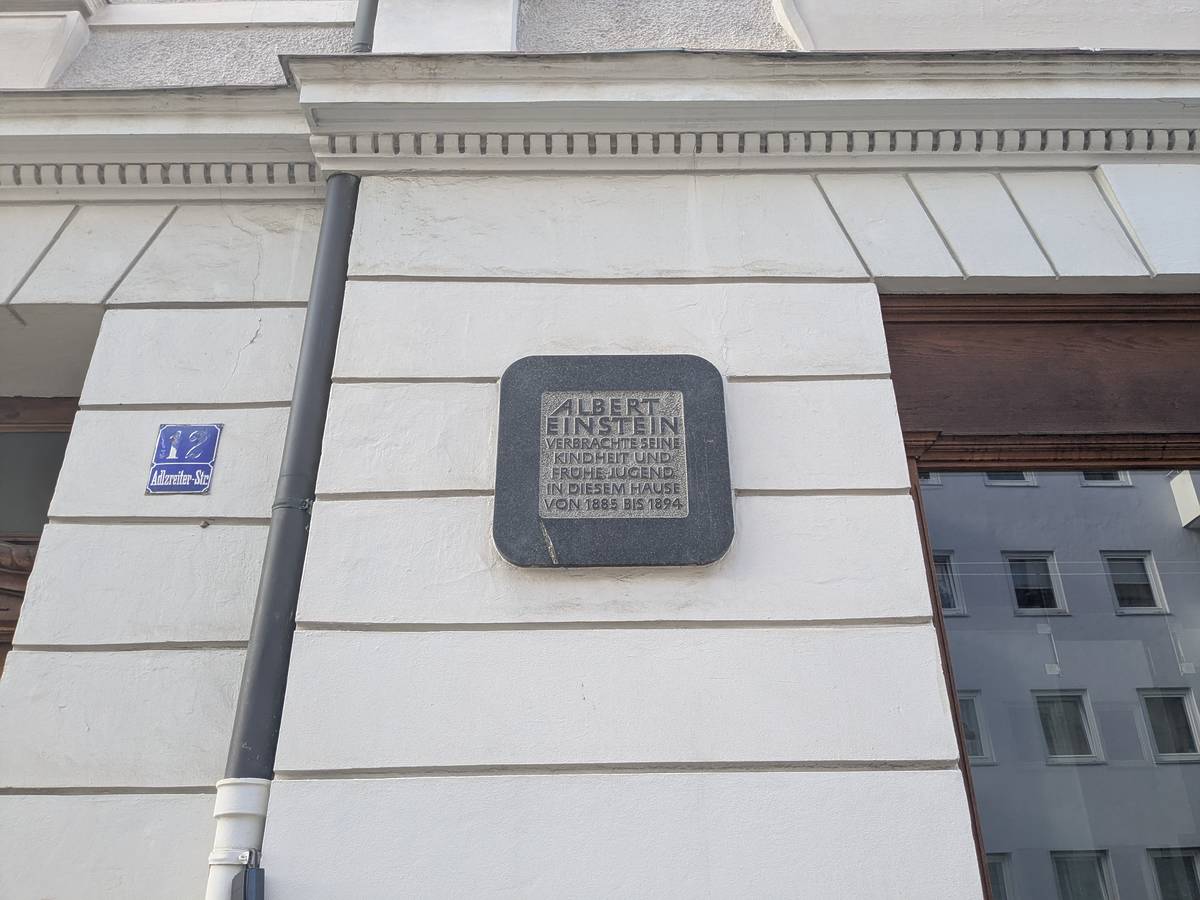 12
Adlzreiter-Str
ALBERT
EINSTEIN
VERBRACHTE SEINE
KINDHEIT UND
FRÜHE JUGEND
IN DIESEM HAUSE
VON 1885 BIS 1894